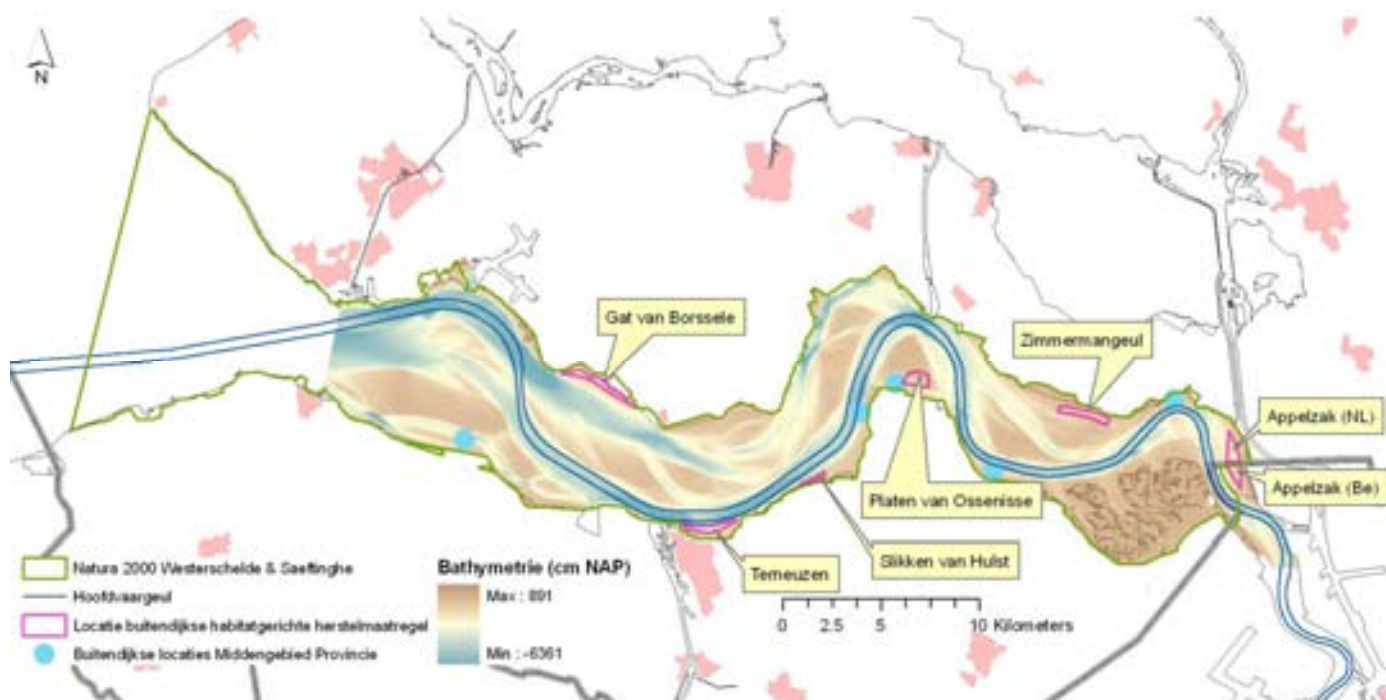 N
Gat van Borssele
Zimmermangeul
Appelzak (NL)
Appelzak (Be)
Platen van Ossenisse
Slikken van Hulst
Terneuzen
Natura 2000 Westerschelde & Saeftinghe
Hoofdvaargeul
Locatie buitendijkse habitatgerichte herstelmaatregel
Buitendijkse locaties Middengebied Provincie
Bathymetrie (cm NAP)
Max : 891
Min : -6361
0 2.5 5 10 Kilometers